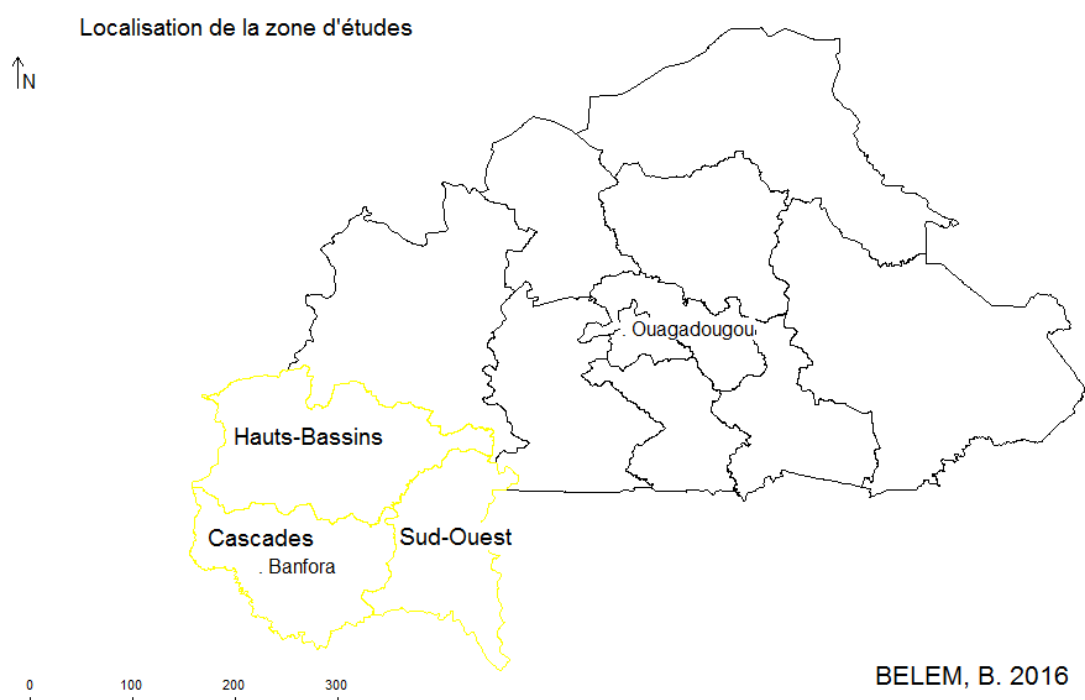 Localisation de la zone d'études
N
. Ouagadougou
Hauts-Bassins
Cascades
Sud-Ouest
. Banfora
BELEM, B. 2016
0 100 200 300